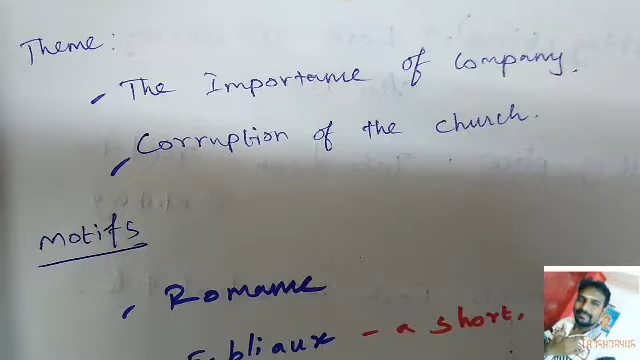 Theme:
The Importance of company.
Corruption of the church.
Motifs
Romance
- a short.